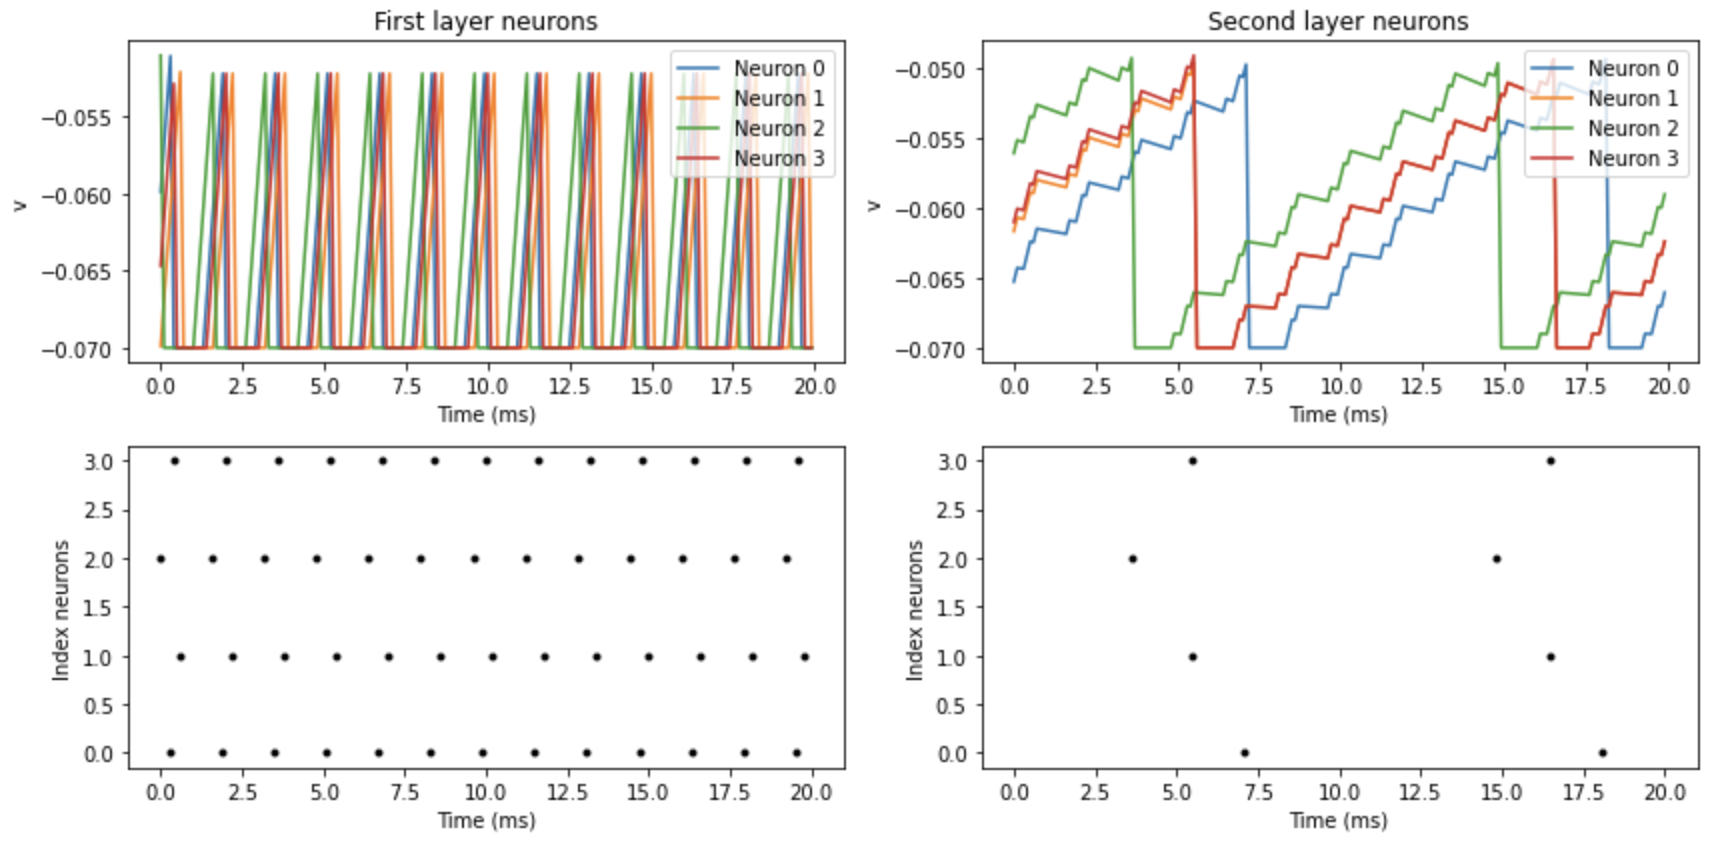 First layer neurons
Second layer neurons
v
−0.055
−0.060
−0.065
−0.070
Neuron 0
Neuron 1
Neuron 2
Neuron 3
0.0 2.5 5.0 7.5 10.0 12.5 15.0 17.5 20.0
Time (ms)
v
−0.050
−0.055
−0.060
−0.065
−0.070
Neuron 0
Neuron 1
Neuron 2
Neuron 3
0.0 2.5 5.0 7.5 10.0 12.5 15.0 17.5 20.0
Time (ms)
Index neurons
3.0
2.5
2.0
1.5
1.0
0.5
0.0
0.0 2.5 5.0 7.5 10.0 12.5 15.0 17.5 20.0
Time (ms)
Index neurons
3.0
2.5
2.0
1.5
1.0
0.5
0.0
0.0 2.5 5.0 7.5 10.0 12.5 15.0 17.5 20.0
Time (ms)